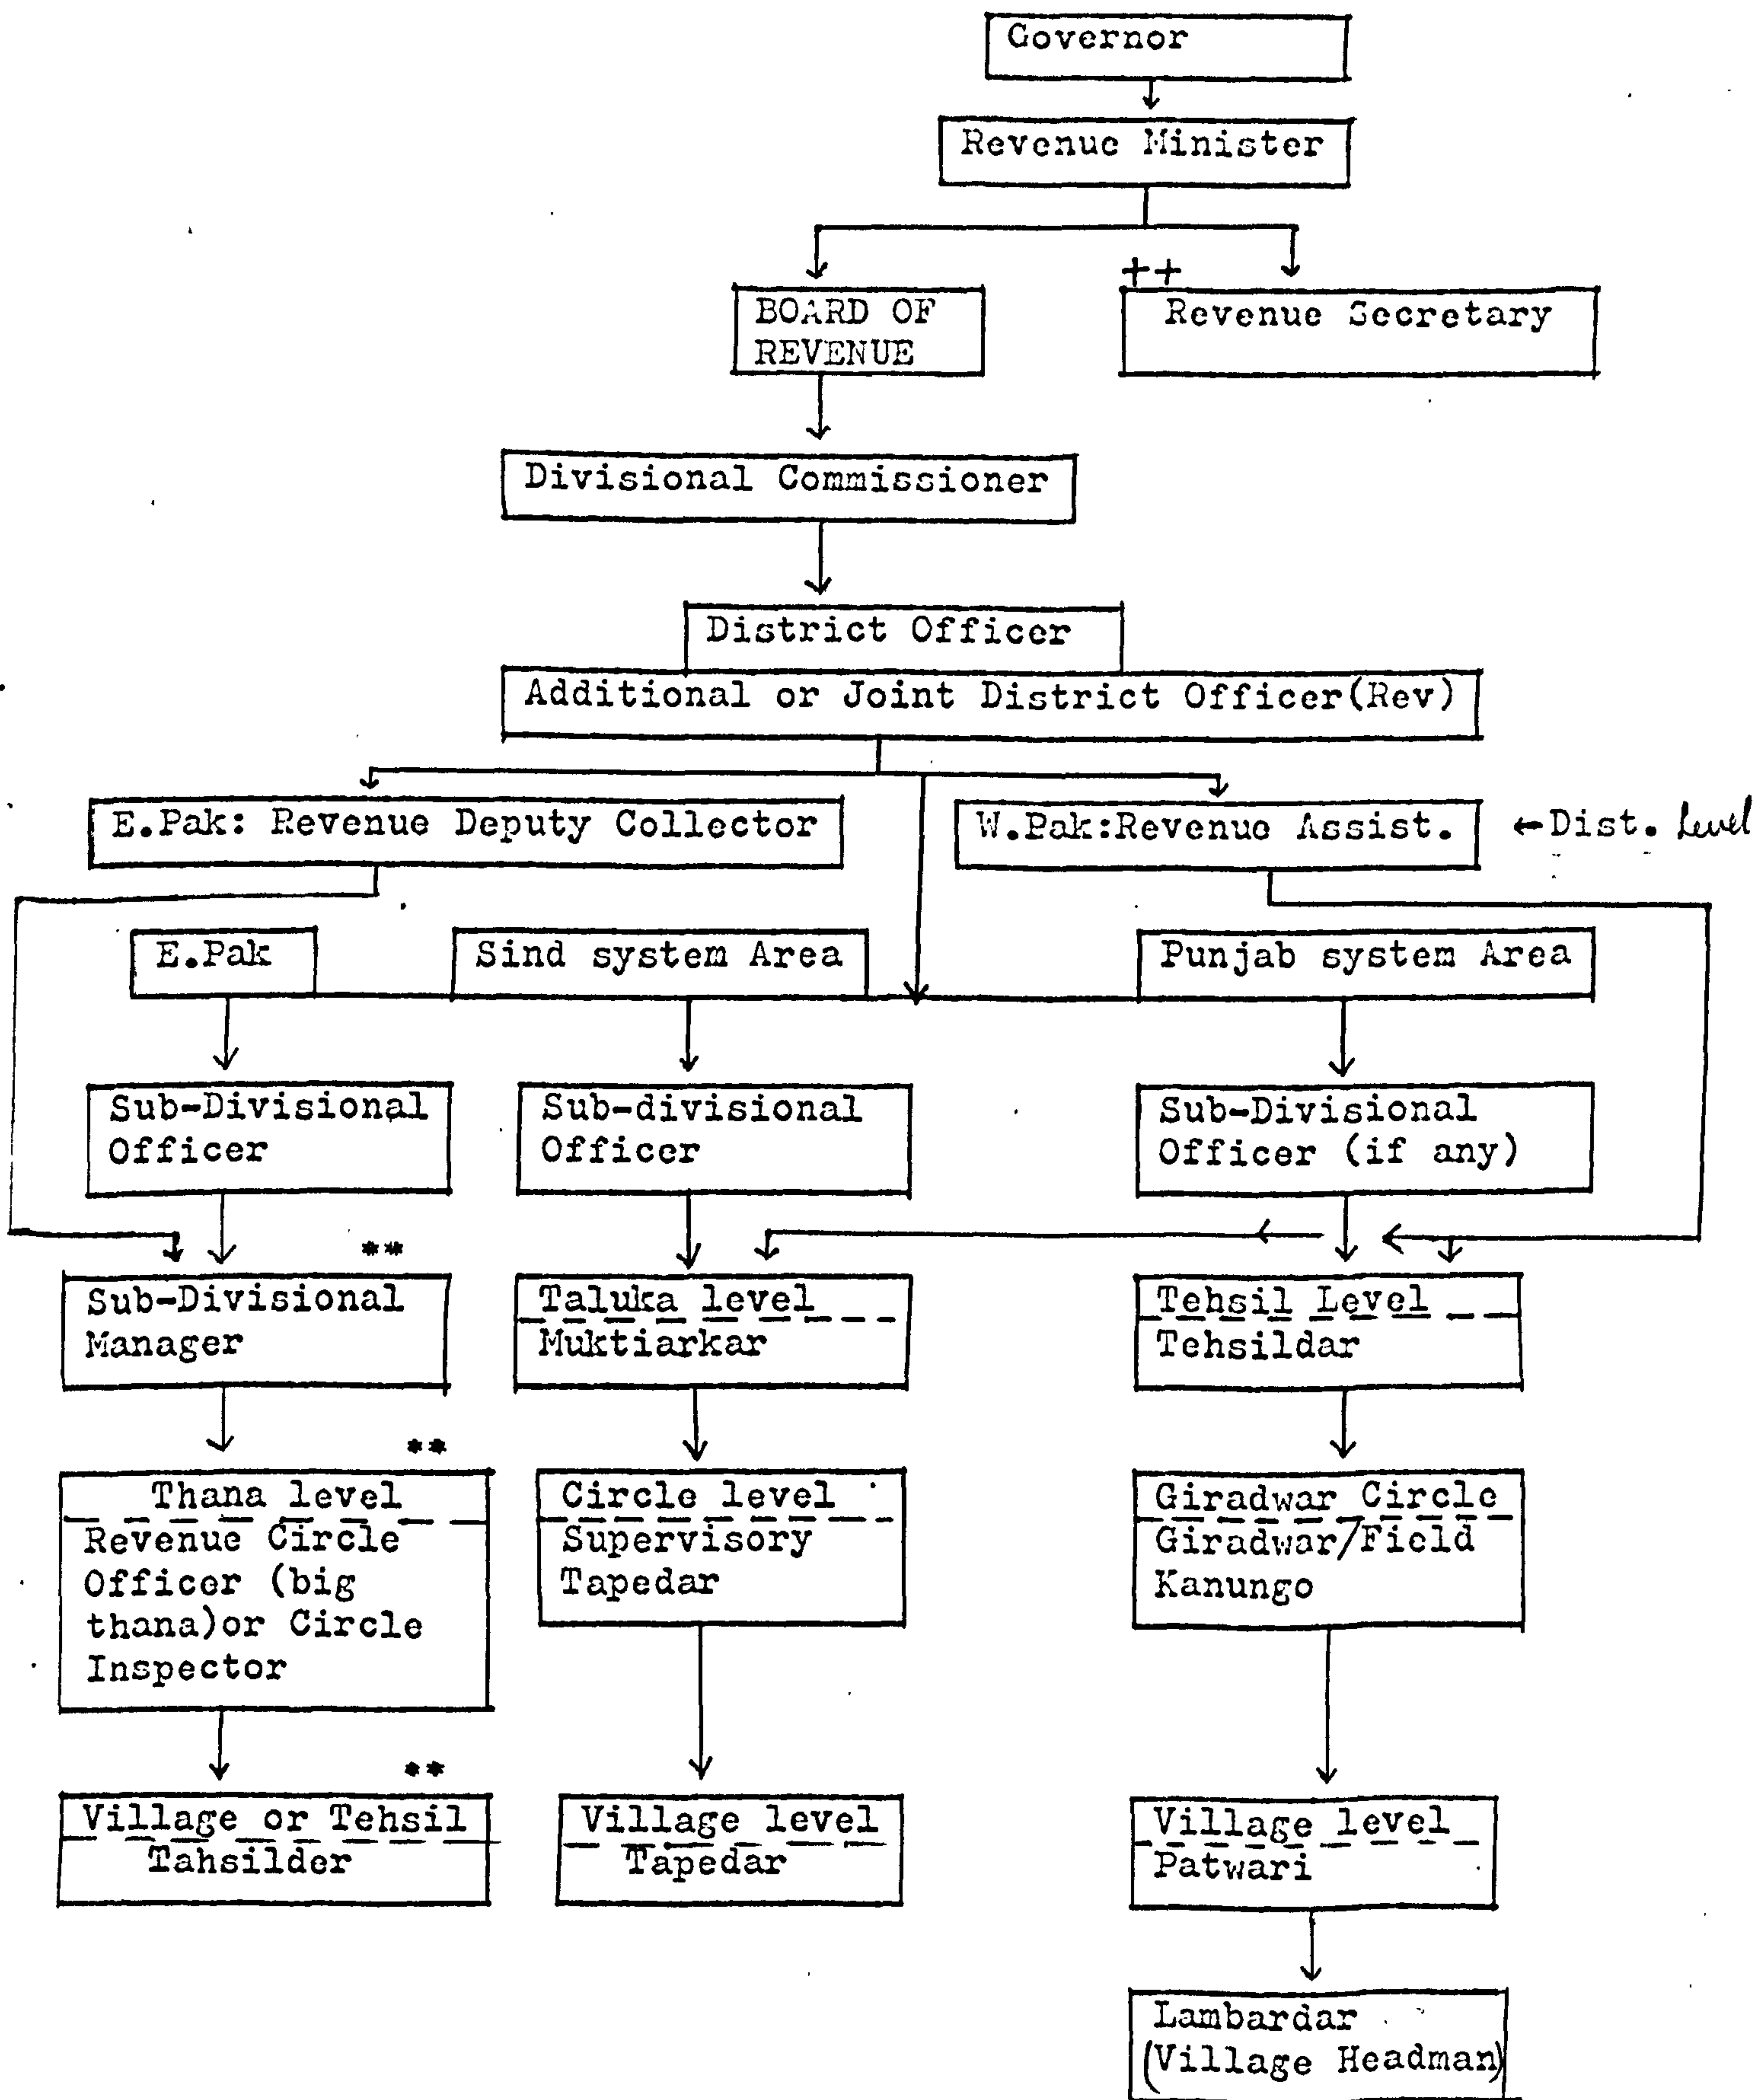 Governor
Revenue Minister
++
BOARD OF
REVENUE
Revenue Secretary
Divisional Commissioner
District Officer
Additional or Joint District Officer(Rev)
E.Pak: Revenue Deputy Collector
W.Pak:Revenue Assist.
←Dist. Level
E.Pak
Sind system Area
Punjab system Area
Sub-Divisional
Officer
Sub-divisional
Officer
Sub-Divisional
Officer (if any)
**
Sub-Divisional
Manager
Taluka level
Muktiarkar
Tehsil Level
Tehsildar
**
Thana level
Revenue Circle
Officer (big
thana)or Circle
Inspector
Circle level
Supervisory
Tapedar
Giradwar Circle
Giradwar/Field
Kanungo
**
Village or Tehsil
Tahsilder
Village level
Tapedar
Village level
Patwari
Lambardar
(Village Headman)